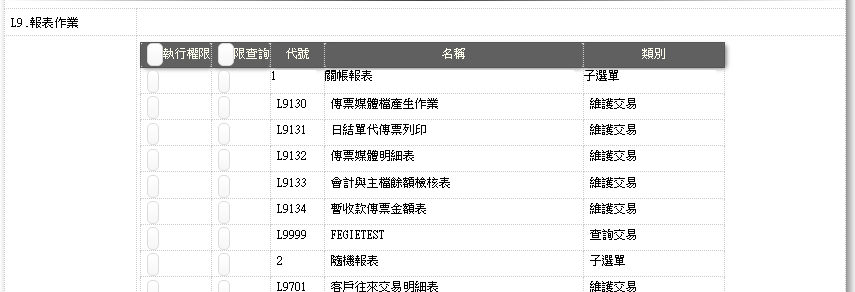 L9.報表作業
執行權限 限查詢 代號 名稱 類別
1 關帳報表 子選單
L9130 傳票媒體檔產生作業 維護交易
L9131 日結單代傳票列印 維護交易
L9132 傳票媒體明細表 維護交易
L9133 會計與主檔餘額檢核表 維護交易
L9134 暫收款傳票金額表 維護交易
L9999 FEGIETEST 查詢交易
2 隨機報表 子選單
L9701 客戶往來交易明細表 維護交易